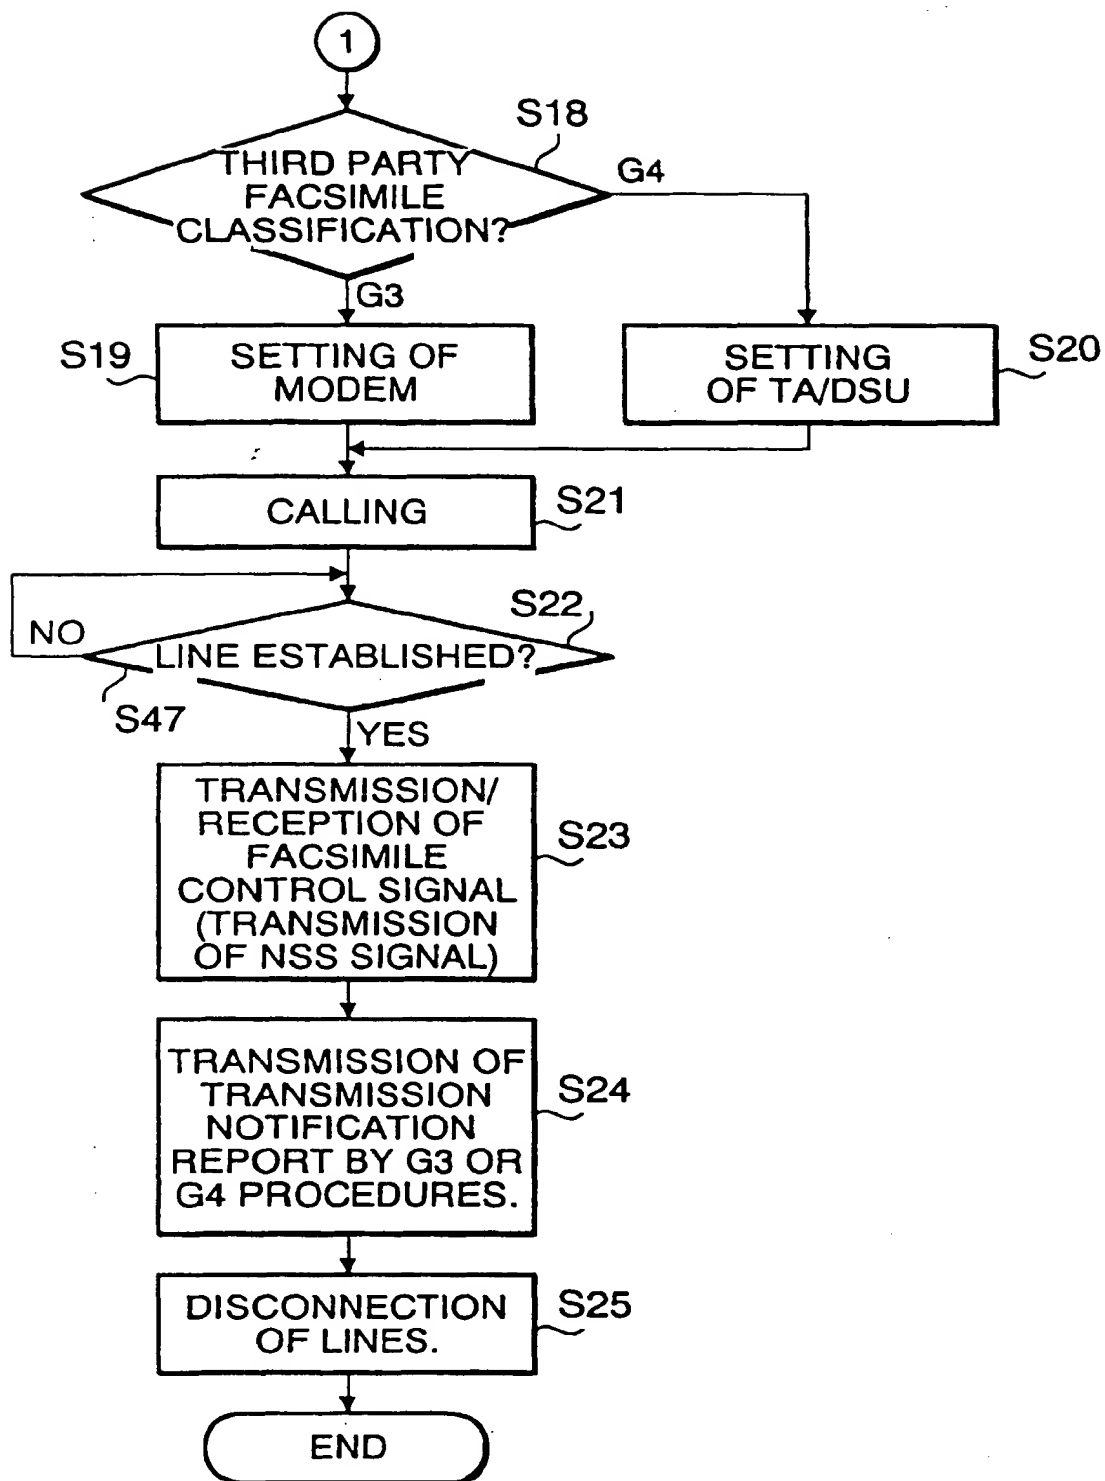 1
S18
THIRD PARTY
FACSIMILE
CLASSIFICATION?
G4
G3
S19
SETTING OF
MODEM
SETTING
OF TA/DSU
S20
CALLING
S21
S22
NO
LINE ESTABLISHED?
S47
YES
TRANSMISSION/
RECEPTION OF
FACSIMILE
CONTROL SIGNAL
(TRANSMISSION
OF NSS SIGNAL)
S23
TRANSMISSION OF
TRANSMISSION
NOTIFICATION
REPORT BY G3 OR
G4 PROCEDURES.
S24
DISCONNECTION
OF LINES.
S25
END